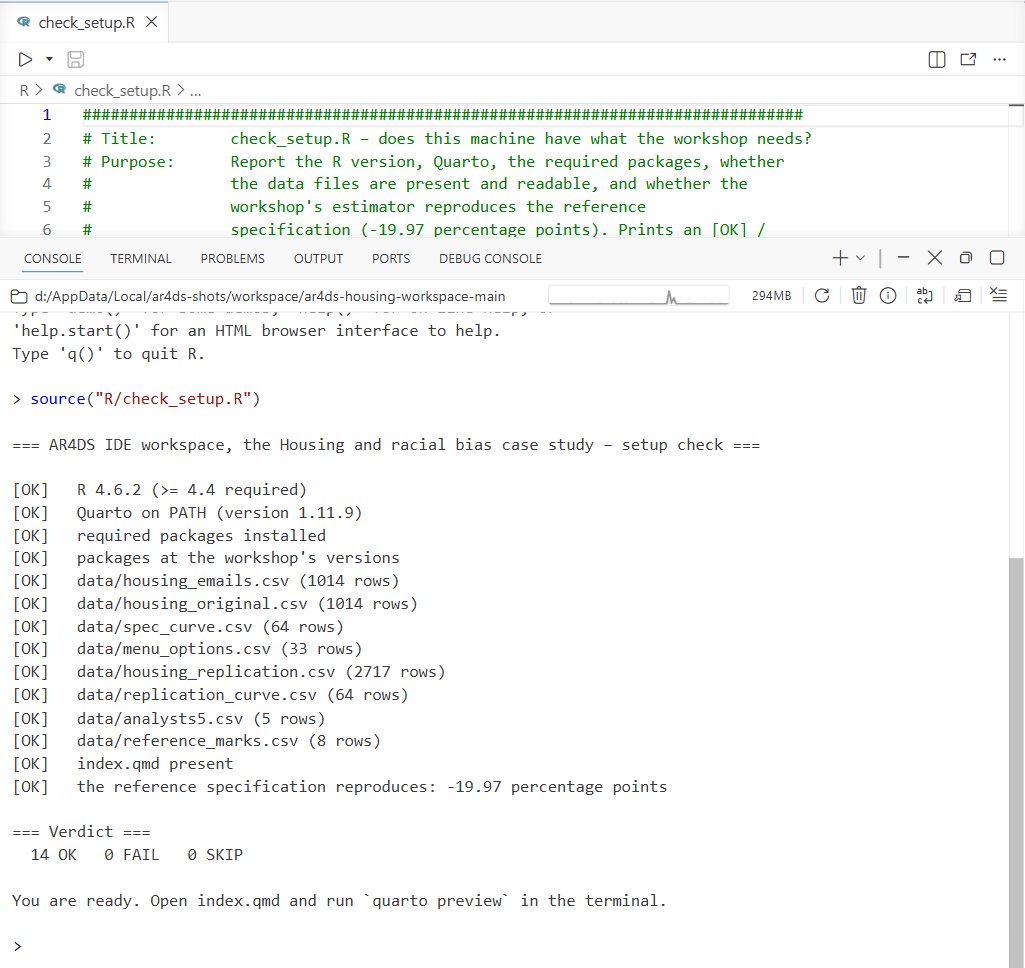 check_setup.R
R > check_setup.R > ...
1 ##############################################################################
2 # Title: check_setup.R – does this machine have what the workshop needs?
3 # Purpose: Report the R version, Quarto, the required packages, whether
4 # the data files are present and readable, and whether the
5 # workshop's estimator reproduces the reference
6 # specification (-19.97 percentage points). Prints an [OK] /
CONSOLE TERMINAL PROBLEMS OUTPUT PORTS DEBUG CONSOLE
d:/AppData/Local/ar4ds-shots/workspace/ar4ds-housing-workspace-main 294MB
'help.start()' for an HTML browser interface to help.
Type 'q()' to quit R.
> source("R/check_setup.R")
=== AR4DS IDE workspace, the Housing and racial bias case study – setup check ===
[OK] R 4.6.2 (>= 4.4 required)
[OK] Quarto on PATH (version 1.11.9)
[OK] required packages installed
[OK] packages at the workshop's versions
[OK] data/housing_emails.csv (1014 rows)
[OK] data/housing_original.csv (1014 rows)
[OK] data/spec_curve.csv (64 rows)
[OK] data/menu_options.csv (33 rows)
[OK] data/housing_replication.csv (2717 rows)
[OK] data/replication_curve.csv (64 rows)
[OK] data/analysts5.csv (5 rows)
[OK] data/reference_marks.csv (8 rows)
[OK] index.qmd present
[OK] the reference specification reproduces: -19.97 percentage points
=== Verdict ===
14 OK 0 FAIL 0 SKIP
You are ready. Open index.qmd and run `quarto preview` in the terminal.
>